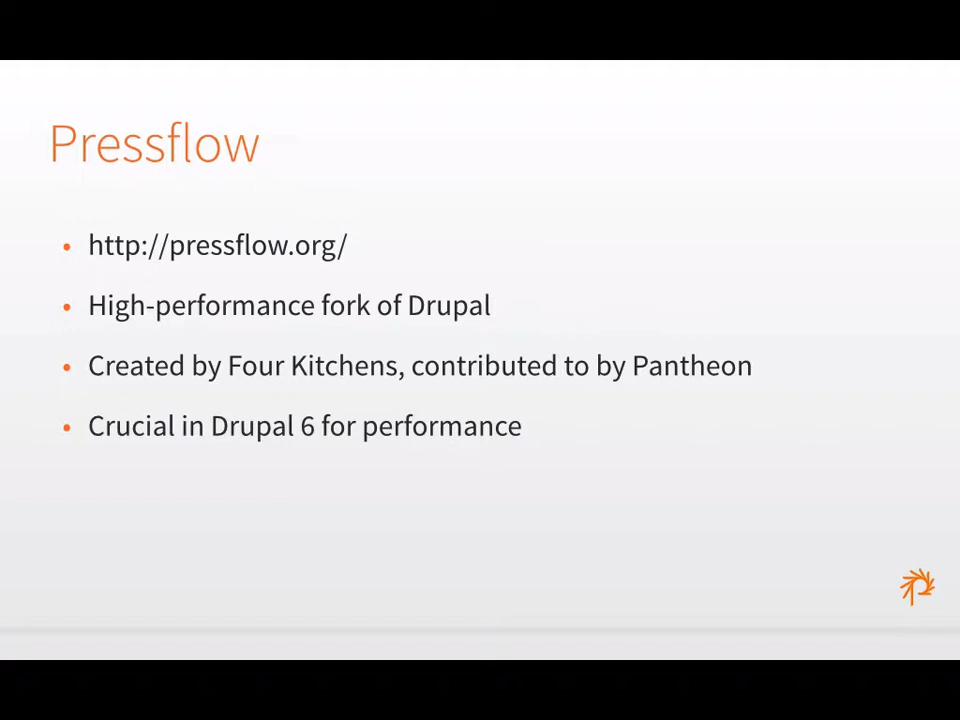 Pressflow
• http://pressflow.org/
• High-performance fork of Drupal
• Created by Four Kitchens, contributed to by Pantheon
• Crucial in Drupal 6 for performance